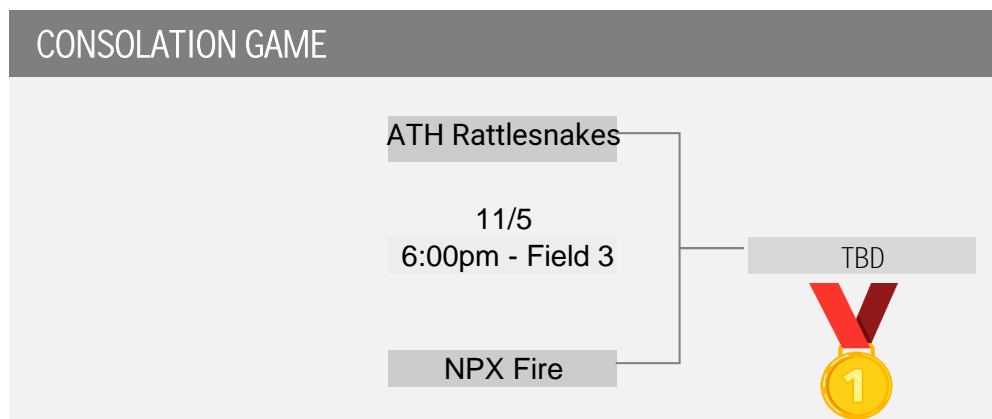 CONSOLATION GAME
ATH Rattlesnakes
11/5
6:00pm - Field 3
TBD
NPX Fire
1